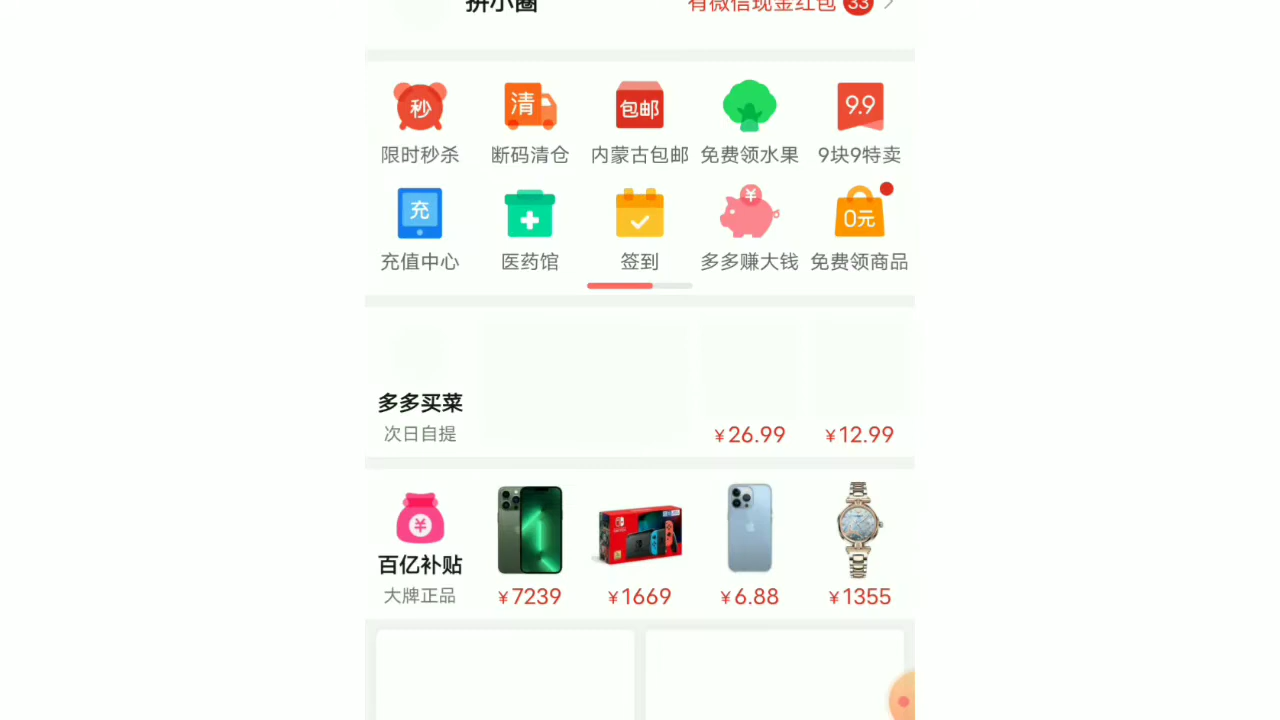 拼小圈 有微信现金红包 33
秒 清 包邮 9.9
限时秒杀 断码清仓 内蒙古包邮 免费领水果 9块9特卖
充 ¥ 0元
充值中心 医药馆 签到 多多赚大钱 免费领商品
多多买菜
次日自提 ¥26.99 ¥12.99
¥
百亿补贴
大牌正品 ¥7239 ¥1669 ¥6.88 ¥1355